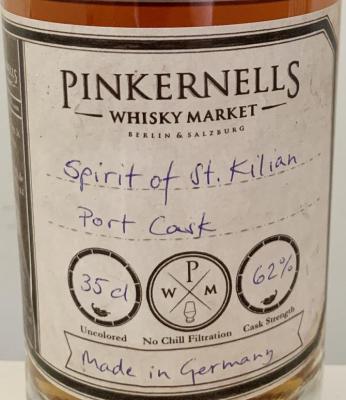 PINKERNELLS
WHISKY MARKET
BERLIN & SALZBURG
Spirit of St. Kilian
Port Cask
35 cl
P
W M
62%
Uncolored
No Chill Filtration
Cask Strength
Made in Germany